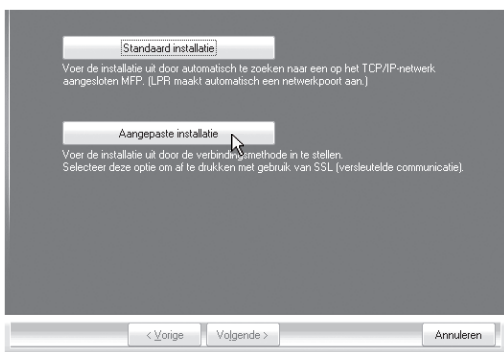 Standaard installatie
Voer de installatie uit door automatisch te zoeken naar een op het TCP/IP-netwerk
aangesloten MFP. (LPR maakt automatisch een netwerkpoort aan.)
Aangepaste installatie
Voer de installatie uit door de verbindingsmethode in te stellen.
Selecteer deze optie om af te drukken met gebruik van SSL (versleutelde communicatie).
< Vorige Volgende > Annuleren